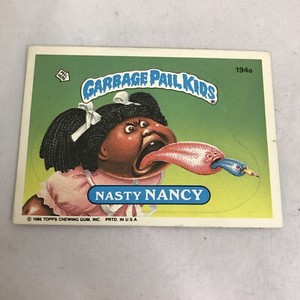 GARBAGE PAIL KIDS
194a
NASTY NANCY
© 1986 TOPPS CHEWING GUM, INC. PRTD. IN U.S.A.